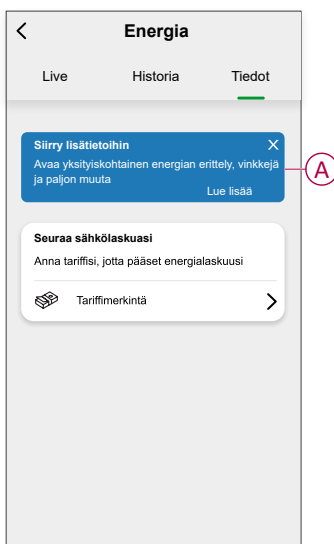 Energia
Live Historia Tiedot
Siirry lisätietoihin
Avaa yksityiskohtainen energian erittely, vinkkejä
ja paljon muuta
Lue lisää
A
Seuraa sähkölaskuasi
Anna tariffisi, jotta pääset energialaskuusi
Tariffimerkintä